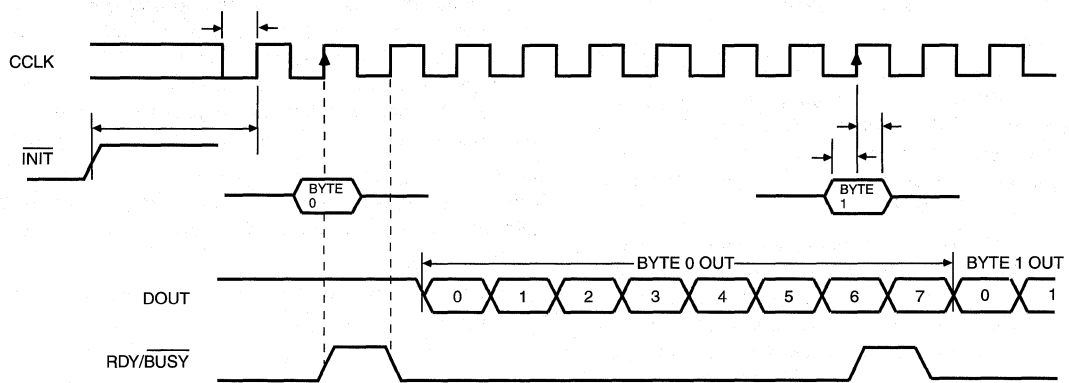 CCLK
INIT
BYTE
0
BYTE
1
BYTE 0 OUT
BYTE 1 OUT
DOUT
0 1 2 3 4 5 6 7 0 1
RDY/BUSY